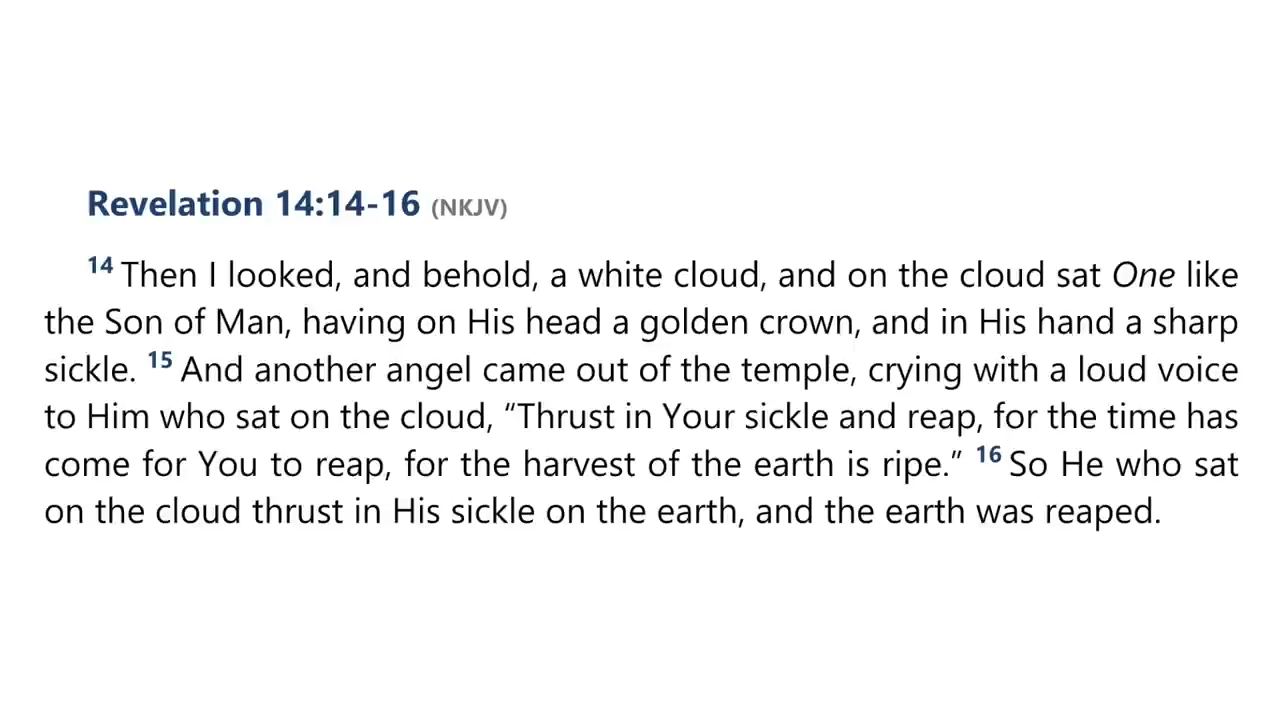 Revelation 14:14-16 (NKJV)
14 Then I looked, and behold, a white cloud, and on the cloud sat One like
the Son of Man, having on His head a golden crown, and in His hand a sharp
sickle. 15 And another angel came out of the temple, crying with a loud voice
to Him who sat on the cloud, “Thrust in Your sickle and reap, for the time has
come for You to reap, for the harvest of the earth is ripe.” 16 So He who sat
on the cloud thrust in His sickle on the earth, and the earth was reaped.